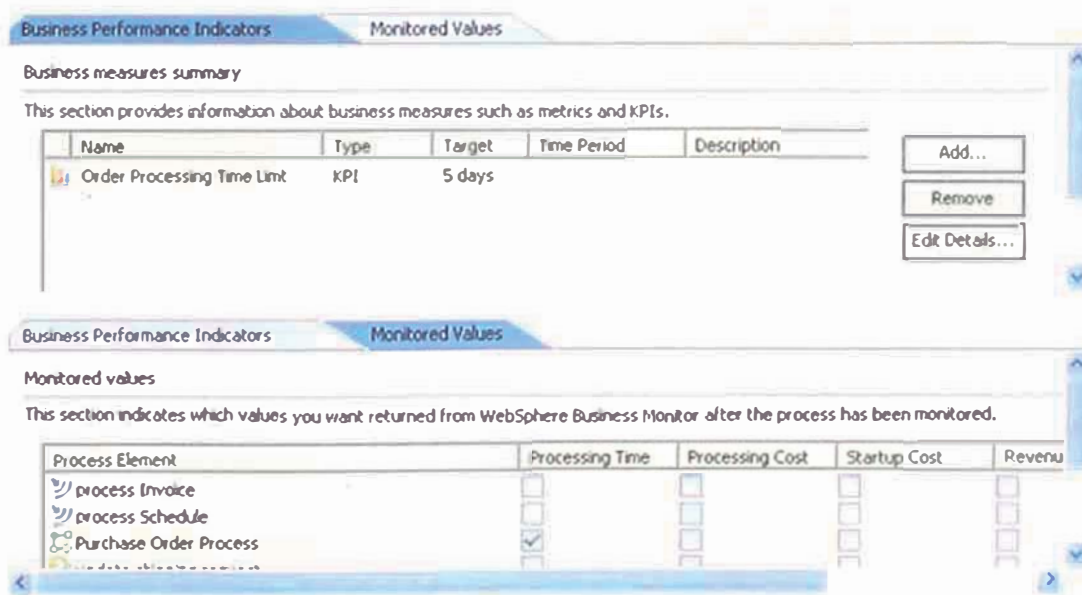 Business Performance Indicators Monitored Values
Business measures summary
This section provides information about business measures such as metrics and KPIs.
Name Type Target Time Period Description
Add...
Order Processing Time Limt KPI 5 days
Remove
Edit Details...
Business Performance Indicators Monitored Values
Monitored values
This section indicates which values you want returned from WebSphere Business Monitor after the process has been monitored.
Process Element Processing Time Processing Cost Startup Cost Revenu
process Invoice
process Schedule
Purchase Order Process